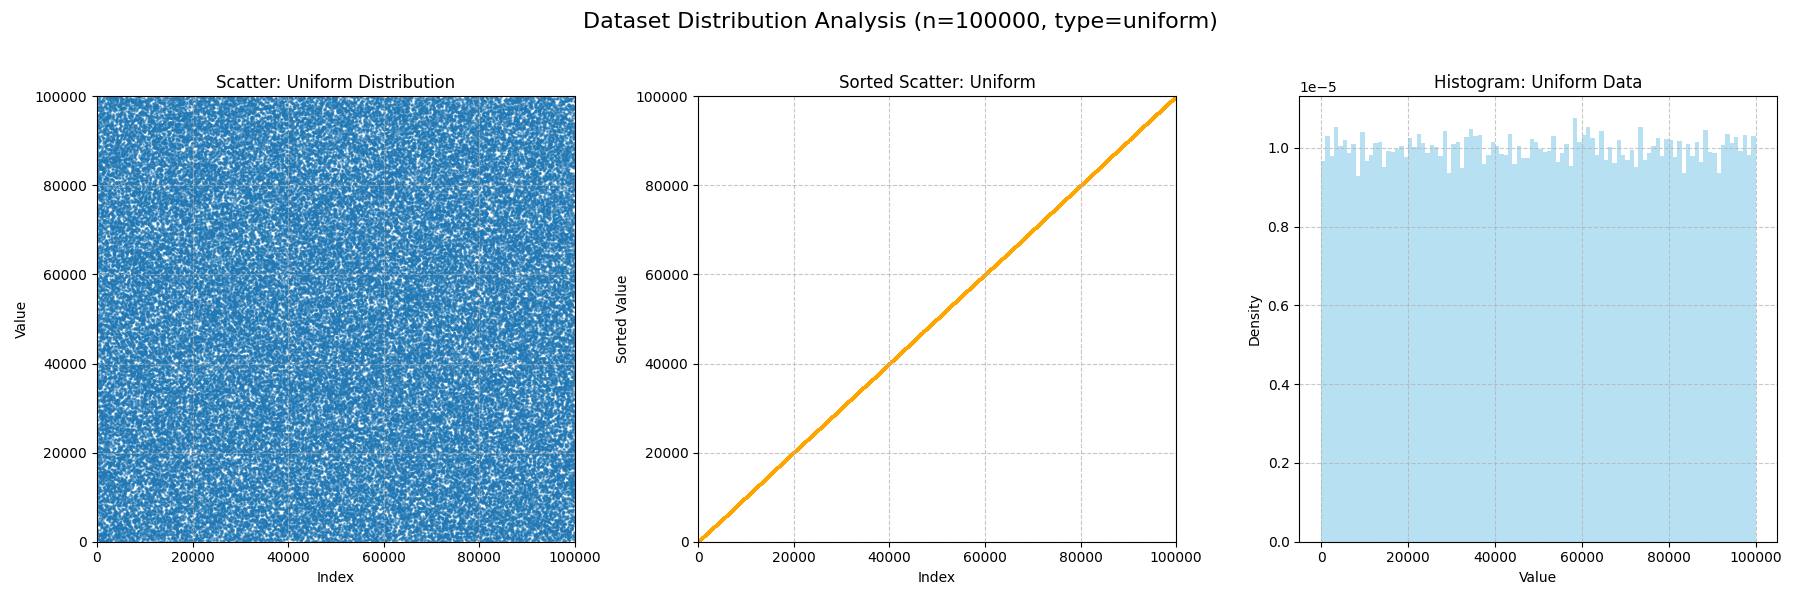 Dataset Distribution Analysis (n=100000, type=uniform)
Scatter: Uniform Distribution
100000
80000
60000
40000
20000
0
Value
0 20000 40000 60000 80000 100000
Index
Sorted Scatter: Uniform
100000
80000
60000
40000
20000
0
Sorted Value
0 20000 40000 60000 80000 100000
Index
Histogram: Uniform Data
1e−5
1.0
0.8
0.6
0.4
0.2
0.0
Density
0 20000 40000 60000 80000 100000
Value